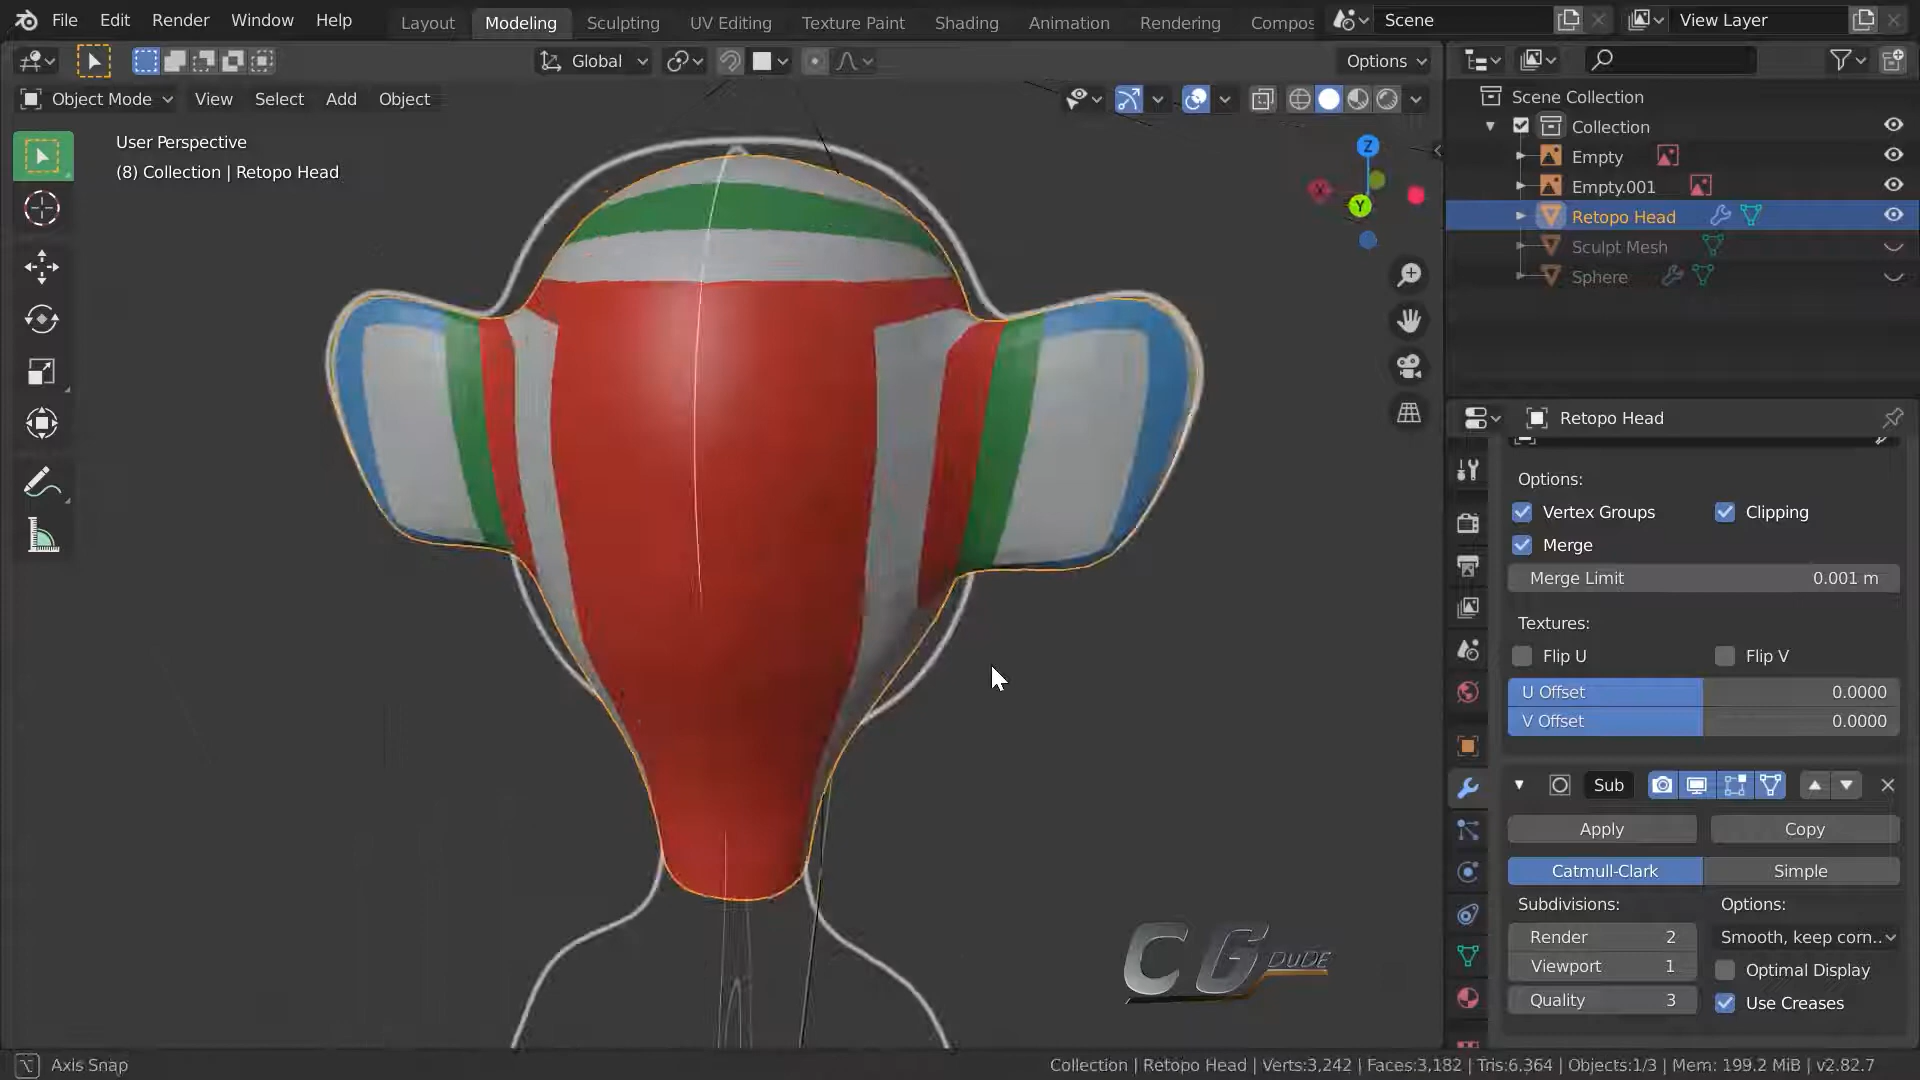 File Edit Render Window Help Layout Modeling Sculpting UV Editing Texture Paint Shading Animation Rendering Compos Scene View Layer
Global Options
Object Mode View Select Add Object
User Perspective
(8) Collection | Retopo Head
Z
X
Y
Scene Collection
Collection
Empty
Empty.001
Retopo Head
Sculpt Mesh
Sphere
Retopo Head
Options:
Vertex Groups Clipping
Merge
Merge Limit 0.001 m
Textures:
Flip U Flip V
U Offset 0.0000
V Offset 0.0000
Sub
Apply Copy
Catmull-Clark Simple
Subdivisions: Options:
Render 2 Smooth, keep corn..
Viewport 1 Optimal Display
Quality 3 Use Creases
CG DUDE
Axis Snap
Collection | Retopo Head | Verts:3,242 | Faces:3,182 | Tris:6,364 | Objects:1/3 | Mem: 199.2 MiB | v2.82.7